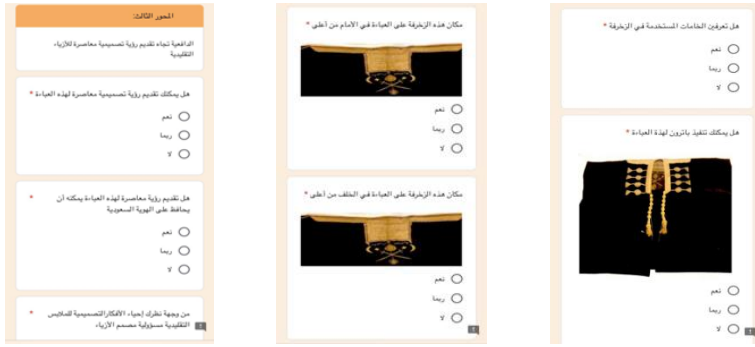 هل تعرفين الخامات المستخدمة في الزخرفة *
نعم
ربما
لا
هل يمكنك تنفيذ باترون لهذة العباءة *
نعم
ربما
لا
مكان هذه الزخرفة على العباءة في الأمام من أعلى *
نعم
ربما
لا
مكان هذه الزخرفة على العباءة في الخلف من أعلى *
نعم
ربما
لا
المحور الثالث:
الدافعية تجاه تقديم رؤية تصميمية معاصرة للأزياء
التقليدية
هل يمكنك تقديم رؤية تصميمية معاصرة لهذه العباءة *
نعم
ربما
لا
هل تقديم رؤية معاصرة لهذه العباءة يمكنه أن *
يحافظ على الهوية السعودية
نعم
ربما
لا
من وجهة نظرك إحياء الأفكار التصميمية للملابس *
التقليدية مسؤولية مصمم الأزياء